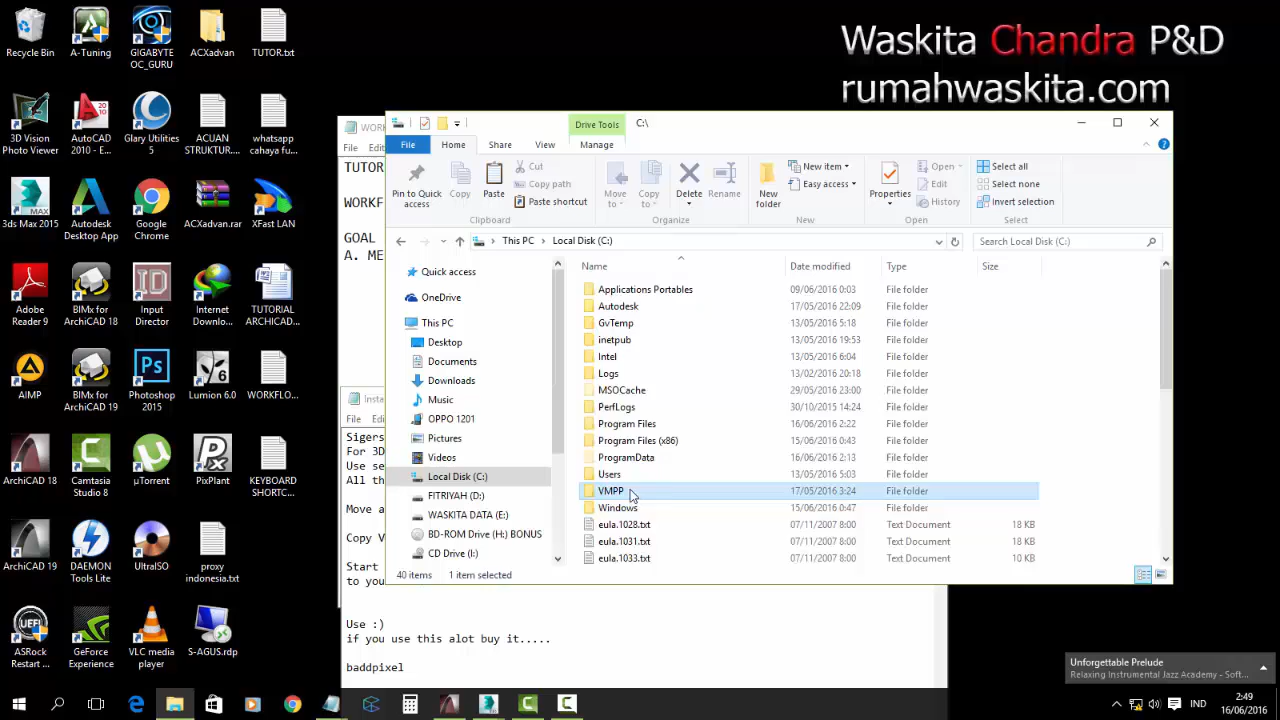 Waskita Chandra P&D
rumahwaskita.com
Recycle Bin
A-Tuning
GIGABYTE
OC_GURU
ACXadvan
TUTOR.txt
3D Vision
Photo Viewer
AutoCAD
2010 - E...
Glary Utilities
5
ACUAN
STRUKTUR....
whatsapp
cahaya fu...
3ds Max 2015
Autodesk
Desktop App
Google
Chrome
ACXadvan.rar
XFast LAN
Adobe
Reader 9
BIMx for
ArchiCAD 18
Input
Director
Internet
Downlo...
TUTORIAL
ARCHICAD...
AIMP
BIMx for
ArchiCAD 19
Photoshop
2015
Lumion 6.0
WORKFLO...
ArchiCAD 18
Camtasia
Studio 8
µTorrent
PixPlant
KEYBOARD
SHORTC...
ArchiCAD 19
DAEMON
Tools Lite
UltraISO
proxy
indonesia.txt
ASRock
Restart ...
GeForce
Experience
VLC media
player
S-AGUS.rdp
WORK
File Edi
TUTOR
WORKF
GOAL
A. ME
Drive Tools C:\
File Home Share View Manage
Pin to Quick
access
Copy
Paste
Cut
Copy path
Paste shortcut
Clipboard
Move
to
Copy
to
Delete
Rename
Organize
New
folder
New item
Easy access
New
Properties
Open
Edit
History
Open
Select all
Select none
Invert selection
Select
This PC Local Disk (C:) Search Local Disk (C:)
Quick access
OneDrive
This PC
Desktop
Documents
Downloads
Music
OPPO 1201
Pictures
Videos
Local Disk (C:)
FITRIYAH (D:)
WASKITA DATA (E:)
BD-ROM Drive (H:) BONUS
CD Drive (I:)
Name Date modified Type Size
Applications Portables 09/06/2016 0:03 File folder
Autodesk 17/05/2016 22:09 File folder
GvTemp 13/05/2016 5:18 File folder
inetpub 13/05/2016 19:53 File folder
Intel 13/05/2016 6:04 File folder
Logs 13/02/2016 20:18 File folder
MSOCache 29/05/2016 23:00 File folder
PerfLogs 30/10/2015 14:24 File folder
Program Files 16/06/2016 2:22 File folder
Program Files (x86) 15/06/2016 0:43 File folder
ProgramData 16/06/2016 2:13 File folder
Users 13/05/2016 5:03 File folder
VMPP 17/05/2016 3:24 File folder
Windows 15/06/2016 0:47 File folder
eula.1028.txt 07/11/2007 8:00 Text Document 18 KB
eula.1031.txt 07/11/2007 8:00 Text Document 18 KB
eula.1033.txt 07/11/2007 8:00 Text Document 10 KB
40 items 1 item selected
Insta
File Edi
Sigers
For 3D
Use se
All th
Move a
Copy V
Start
to you
Use :)
if you use this alot buy it.....
baddpixel
Unforgettable Prelude
Relaxing Instrumental Jazz Academy - Soft...
IND
2:49
16/06/2016